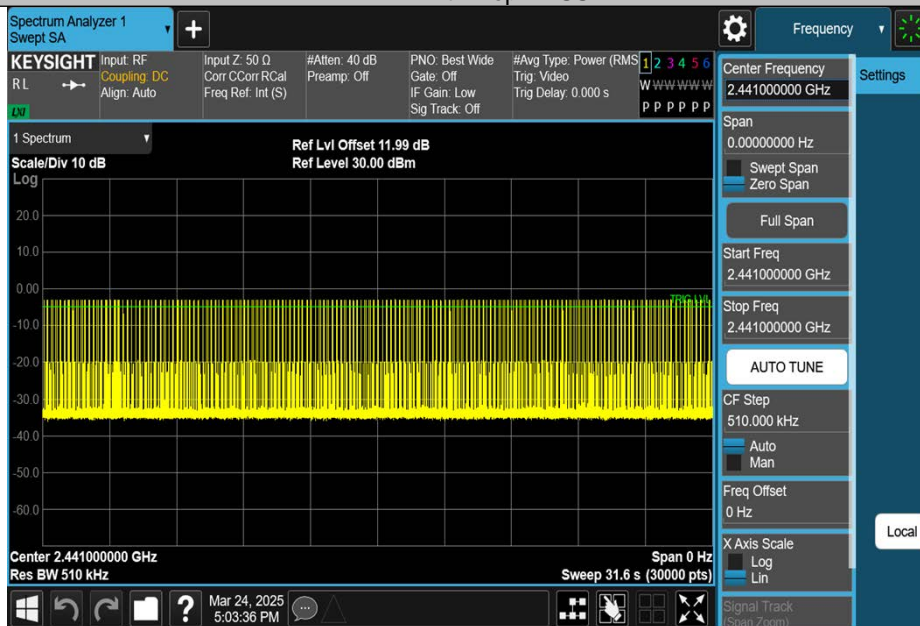 Spectrum Analyzer 1
Swept SA
Frequency
KEYSIGHT
RL
LXI
Input: RF
Coupling: DC
Align: Auto
Input Z: 50 Ω
Corr CCorr RCal
Freq Ref: Int (S)
#Atten: 40 dB
Preamp: Off
PNO: Best Wide
Gate: Off
IF Gain: Low
Sig Track: Off
#Avg Type: Power (RMS
Trig: Video
Trig Delay: 0.000 s
1 2 3 4 5 6
W W W W W W
P P P P P P
1 Spectrum
Scale/Div 10 dB
Log
Ref Lvl Offset 11.99 dB
Ref Level 30.00 dBm
20.0
10.0
0.00
TRIG LVL
-10.0
-20.0
-30.0
-40.0
-50.0
-60.0
Center 2.441000000 GHz
Res BW 510 kHz
Span 0 Hz
Sweep 31.6 s (30000 pts)
Mar 24, 2025
5:03:36 PM
Center Frequency
2.441000000 GHz
Span
0.00000000 Hz
Swept Span
Zero Span
Full Span
Start Freq
2.441000000 GHz
Stop Freq
2.441000000 GHz
AUTO TUNE
CF Step
510.000 kHz
Auto
Man
Freq Offset
0 Hz
X Axis Scale
Log
Lin
Signal Track
(Span Zoom)
Settings
Local